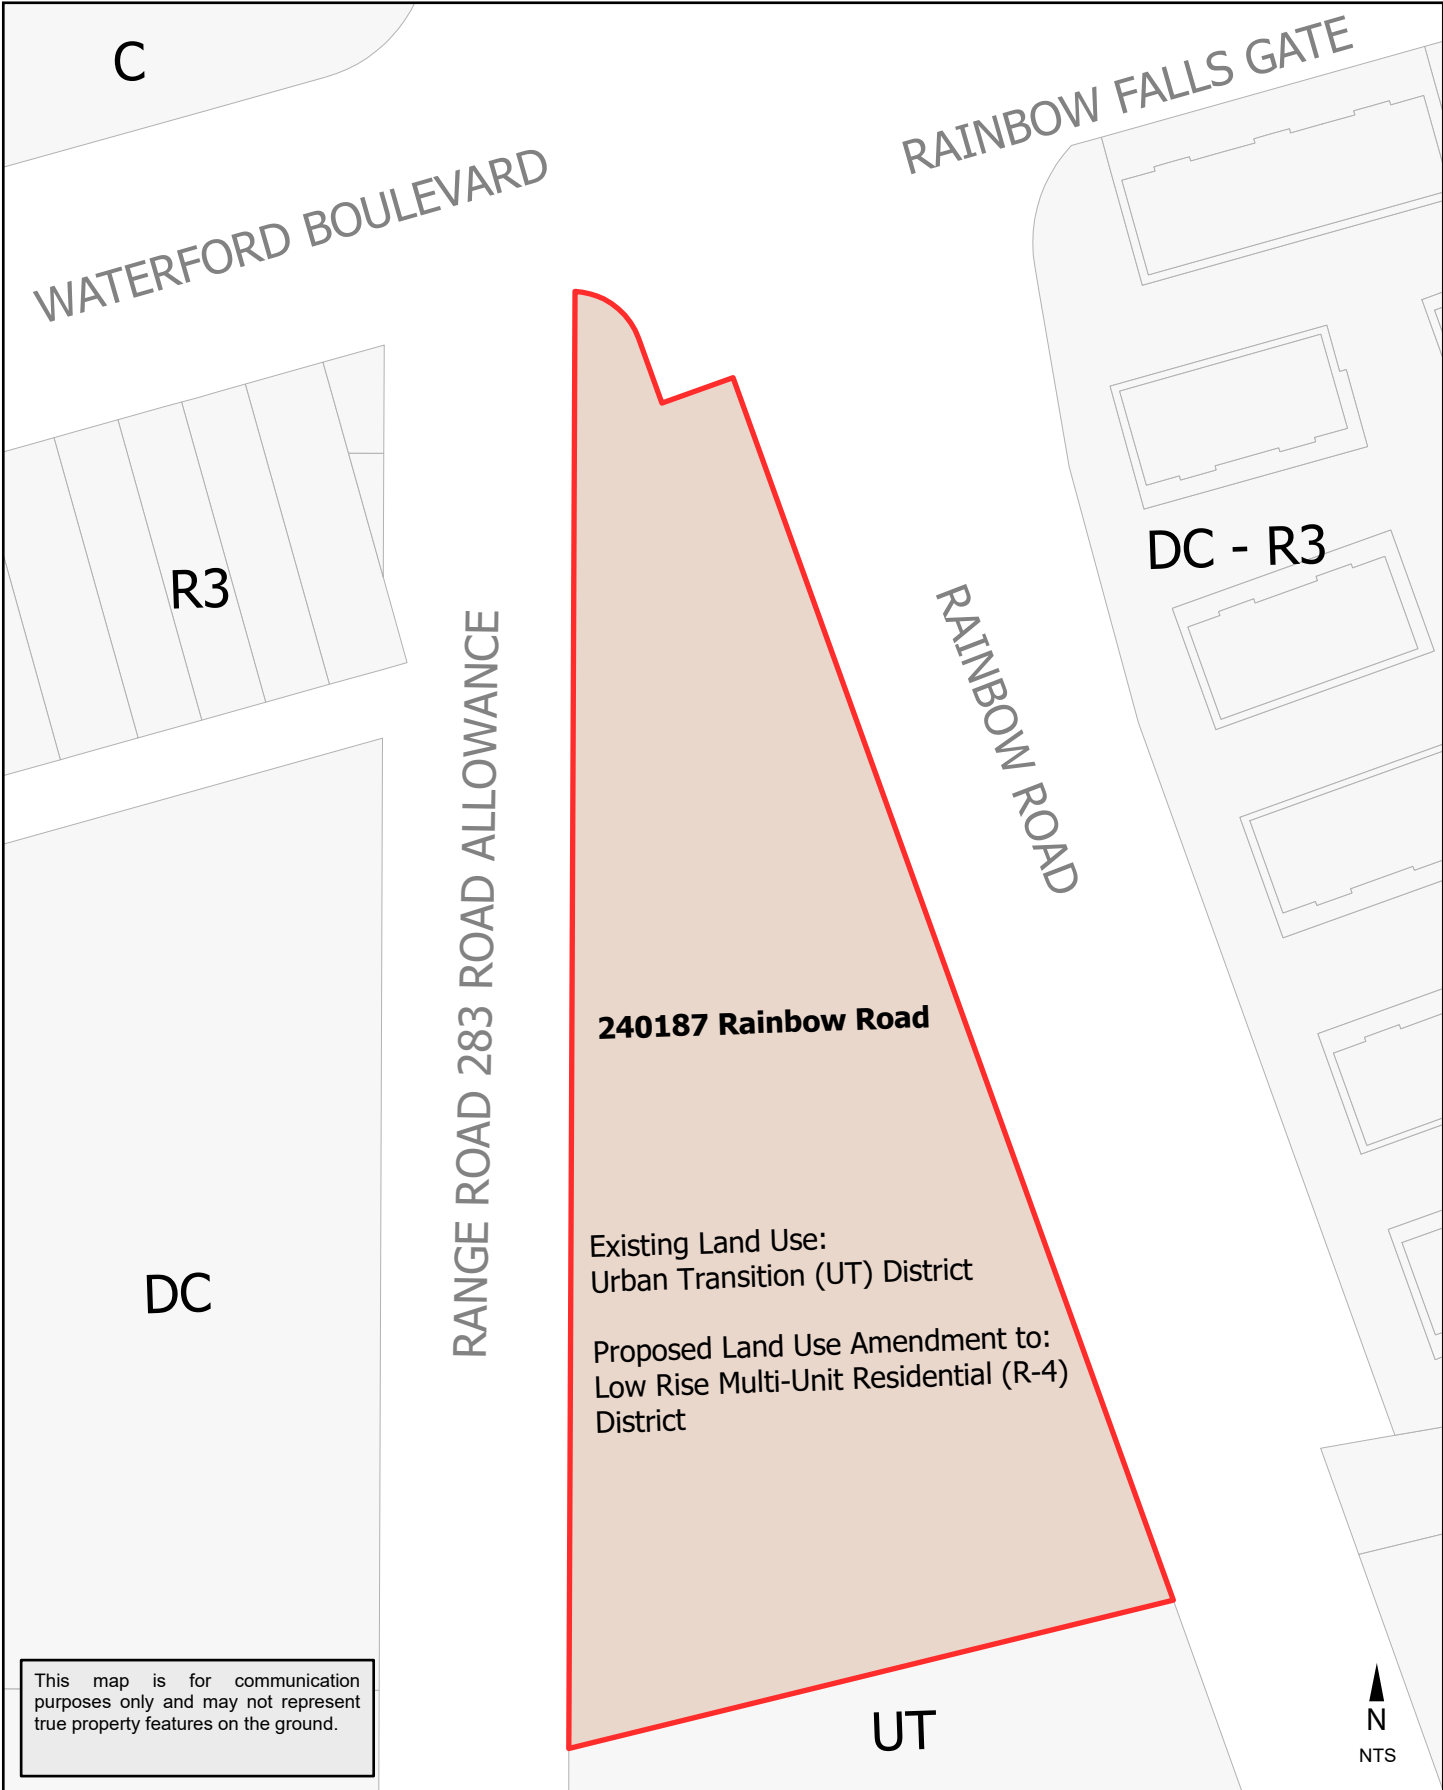 C
RAINBOW FALLS GATE
WATERFORD BOULEVARD
R3
DC - R3
RANGE ROAD 283 ROAD ALLOWANCE
RAINBOW ROAD
240187 Rainbow Road
Existing Land Use:
Urban Transition (UT) District
Proposed Land Use Amendment to:
Low Rise Multi-Unit Residential (R-4)
District
DC
UT
This map is for communication
purposes only and may not represent
true property features on the ground.
N
NTS